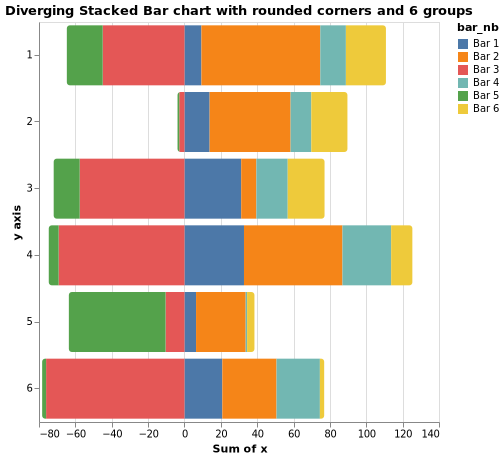 Diverging Stacked Bar chart with rounded corners and 6 groups
bar_nb
Bar 1
Bar 2
Bar 3
Bar 4
Bar 5
Bar 6
y axis
1
2
3
4
5
6
−80 −60 −40 −20 0 20 40 60 80 100 120 140
Sum of x